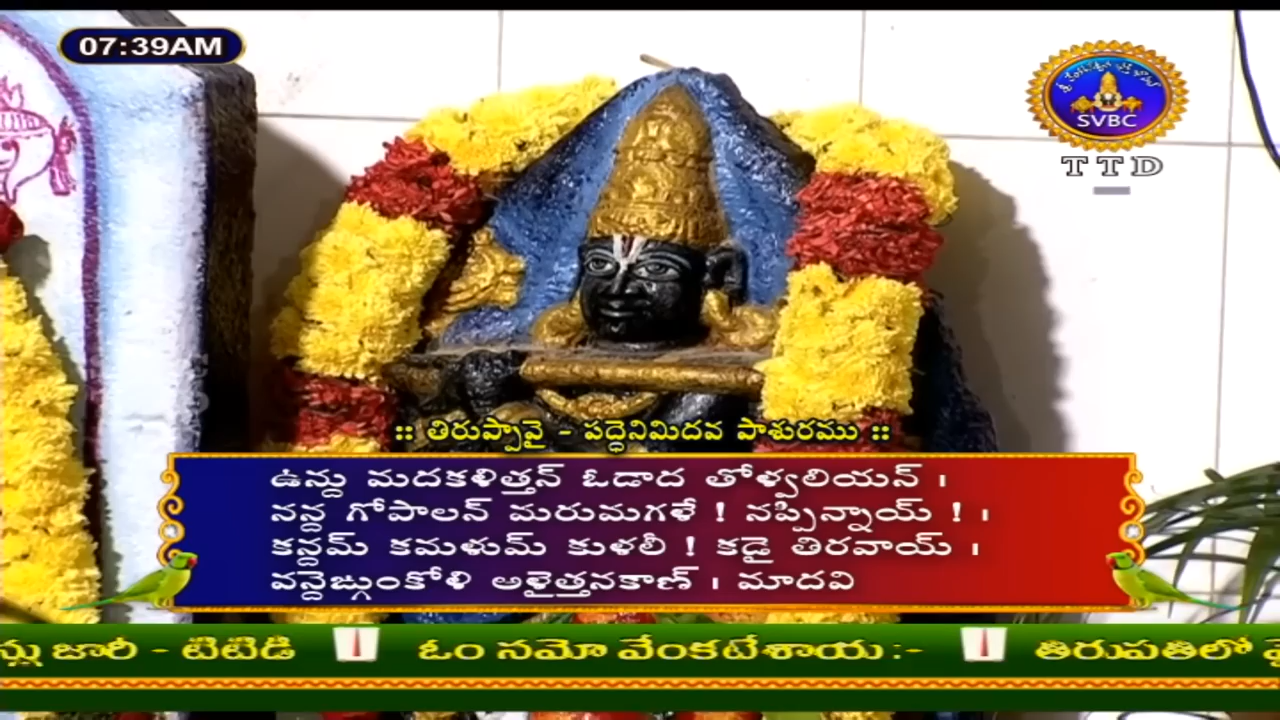 07:39AM
SVBC
TTD
:: తిరుప్పావై - పద్ధెనిమిదవ పాశురము ::
ఉన్దు మదకళిత్తన్ ఓడాద తోళ్వలియన్ ।
నన్ద గోపాలన్ మరుమగళే ! నప్పిన్నాయ్ ! ।
కన్దమ్ కమళుమ్ కుళలీ ! కడై తిరవాయ్ ।
వన్దెఙ్గుంకోళి అళైత్తనకాణ్ । మాదవి
జారీ - టిటిడి ఓం నమో వేంకటేశాయ :- తిరుపతిలో